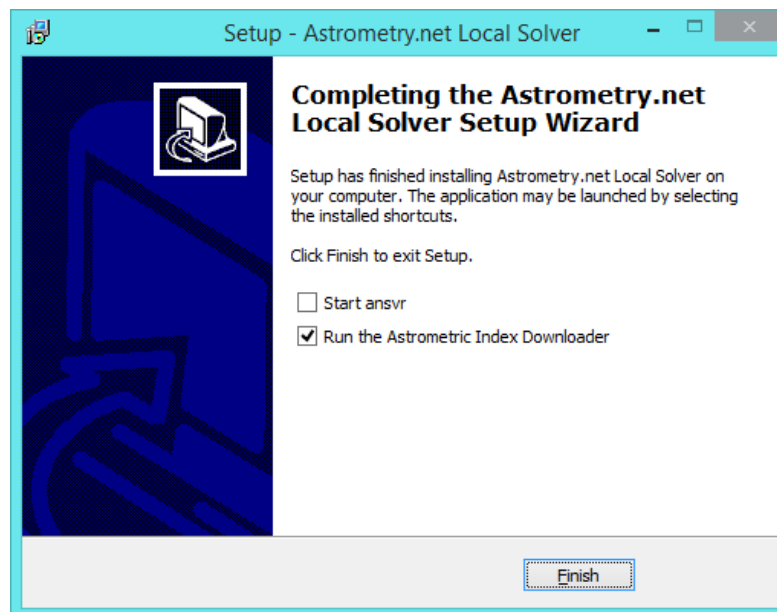 Setup - Astrometry.net Local Solver
Completing the Astrometry.net
Local Solver Setup Wizard
Setup has finished installing Astrometry.net Local Solver on
your computer. The application may be launched by selecting
the installed shortcuts.
Click Finish to exit Setup.
Start ansvr
Run the Astrometric Index Downloader
Finish